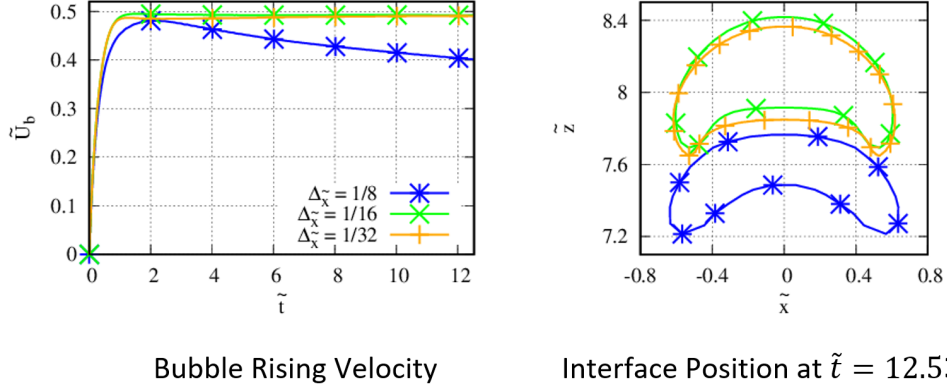 0.5
0.4
0.3
0.2
0.1
0
Ũb
Δx̃ = 1/8
Δx̃ = 1/16
Δx̃ = 1/32
0 2 4 6 8 10 12
t̃
8.4
8
7.6
7.2
z̃
-0.8 -0.4 0 0.4 0.8
x̃
Bubble Rising Velocity
Interface Position at t̃ = 12.5